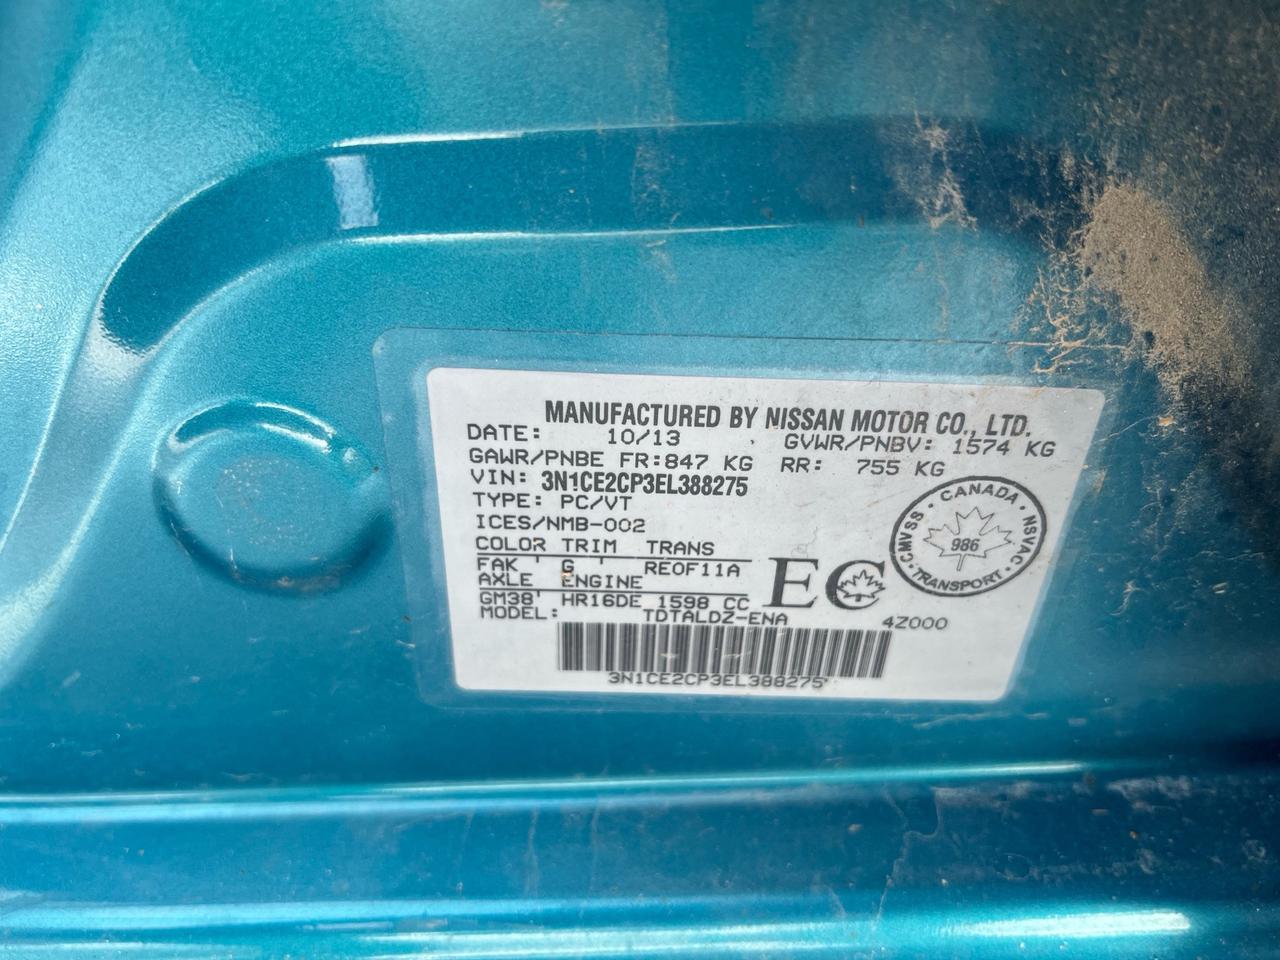 MANUFACTURED BY NISSAN MOTOR CO., LTD.
DATE: 10/13 GVWR/PNBV: 1574 KG
GAWR/PNBE FR:847 KG RR: 755 KG
VIN: 3N1CE2CP3EL388275
TYPE: PC/VT
ICES/NMB-002
COLOR TRIM TRANS
FAK G RE0F11A
AXLE ENGINE
GM38 HR16DE 1598 CC
MODEL: TDTALDZ-ENA 4Z000
EC
CANADA
CMVSS NSVAC
986
TRANSPORT
3N1CE2CP3EL388275